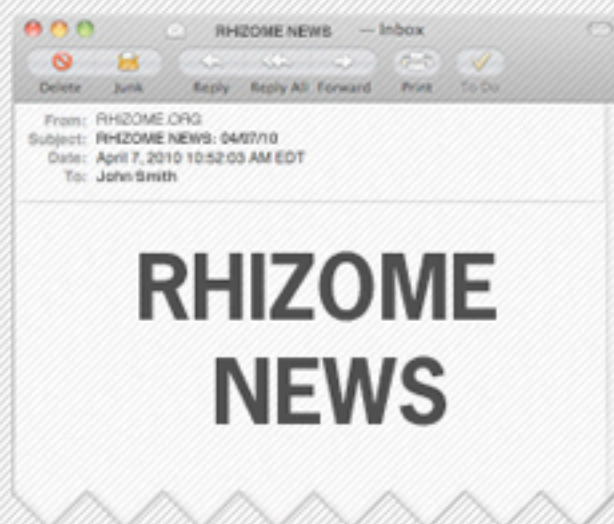 RHIZOME NEWS — Inbox
Delete Junk Reply Reply All Forward Print To Do
From: RHIZOME.ORG
Subject: RHIZOME NEWS: 04/07/10
Date: April 7, 2010 10:52:03 AM EDT
To: John Smith
RHIZOME
NEWS